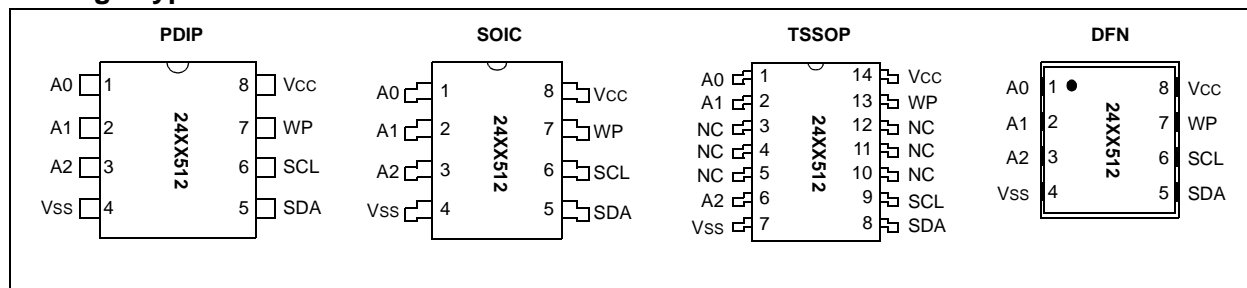 PDIP
A0 1 8 VCC
A1 2 7 WP
A2 3 6 SCL
VSS 4 5 SDA
24XX512
SOIC
A0 1 8 VCC
A1 2 7 WP
A2 3 6 SCL
VSS 4 5 SDA
24XX512
TSSOP
A0 1 14 VCC
A1 2 13 WP
NC 3 12 NC
NC 4 11 NC
NC 5 10 NC
A2 6 9 SCL
VSS 7 8 SDA
24XX512
DFN
A0 1 8 VCC
A1 2 7 WP
A2 3 6 SCL
VSS 4 5 SDA
24XX512